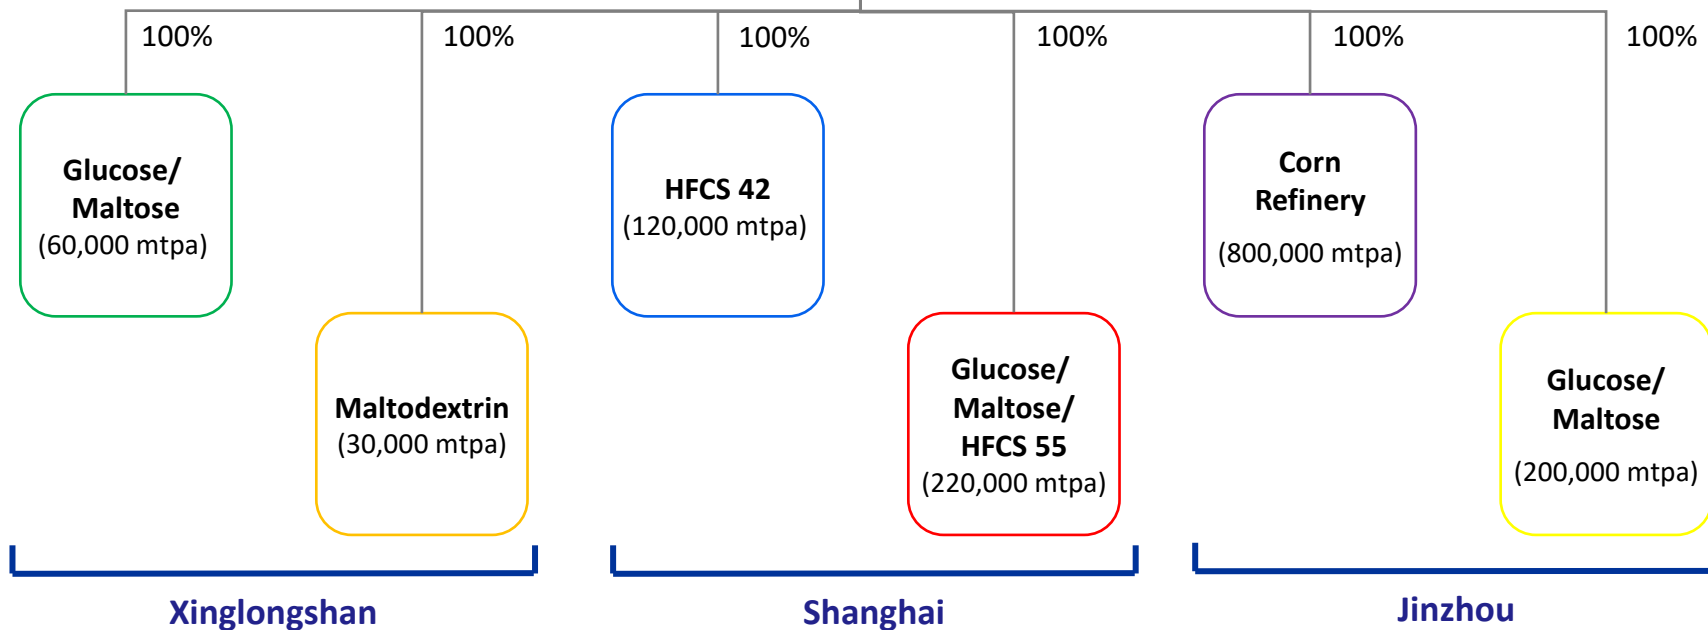 100%
100%
100%
100%
100%
100%
Glucose/
Maltose
(60,000 mtpa)
Maltodextrin
(30,000 mtpa)
HFCS 42
(120,000 mtpa)
Glucose/
Maltose/
HFCS 55
(220,000 mtpa)
Corn
Refinery
(800,000 mtpa)
Glucose/
Maltose
(200,000 mtpa)
Xinglongshan
Shanghai
Jinzhou